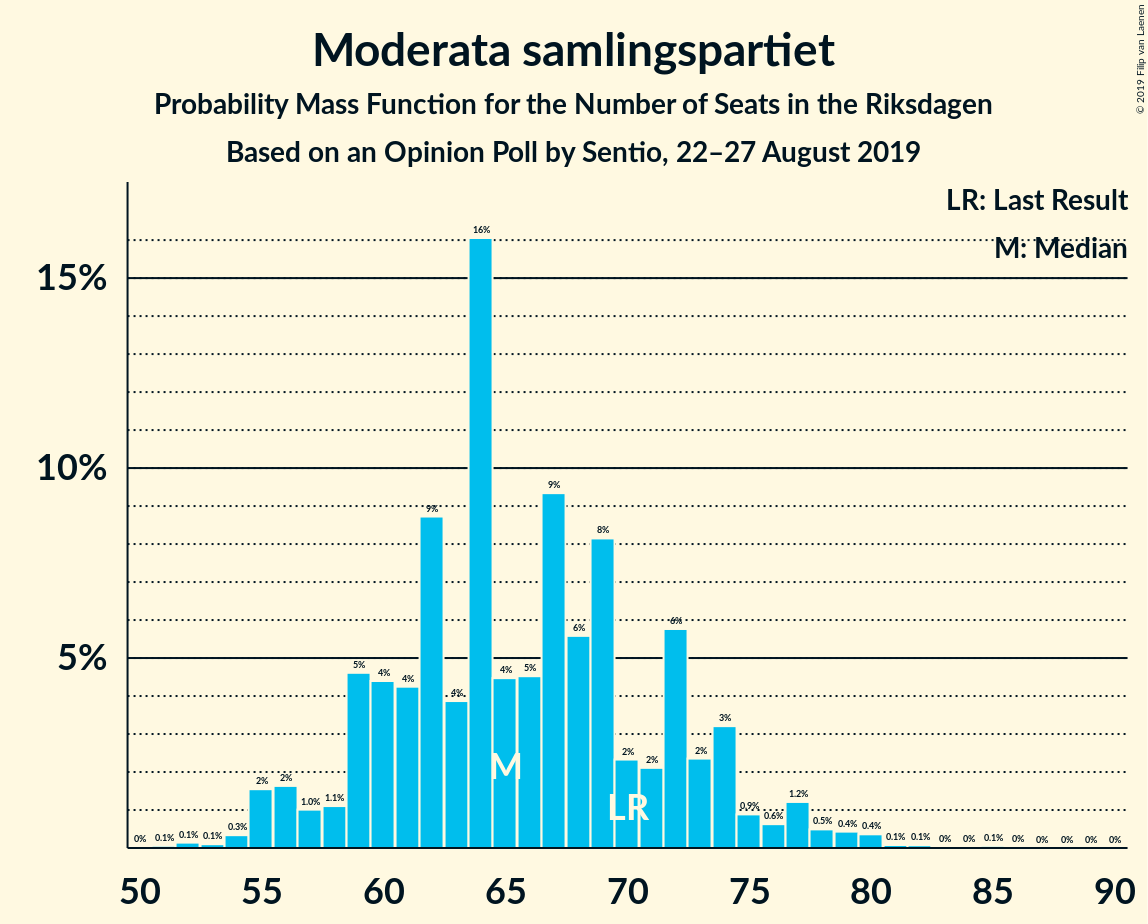 Moderata samlingspartiet
Probability Mass Function for the Number of Seats in the Riksdagen
Based on an Opinion Poll by Sentio, 22–27 August 2019
© 2019 Filip van Laenen
LR: Last Result
M: Median
15%
10%
5%
0% 0.1% 0.1% 0.1% 0.3% 2% 2% 1.0% 1.1% 5% 4% 4% 9% 4% 16% 4% 5% 9% 6% 8% 2% 2% 6% 2% 3% 0.9% 0.6% 1.2% 0.5% 0.4% 0.4% 0.1% 0.1% 0% 0% 0.1% 0% 0% 0% 0% 0%
M
LR
50 55 60 65 70 75 80 85 90